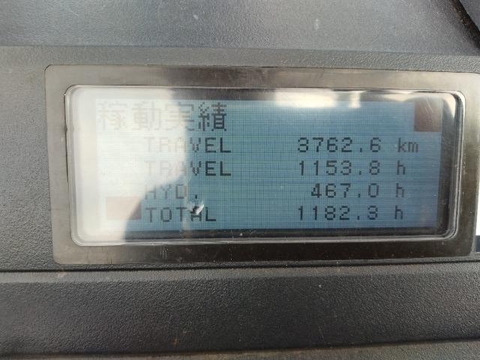 稼動実績
TRAVEL 3762.6 km
TRAVEL 1153.8 h
HYD. 467.0 h
TOTAL 1182.3 h